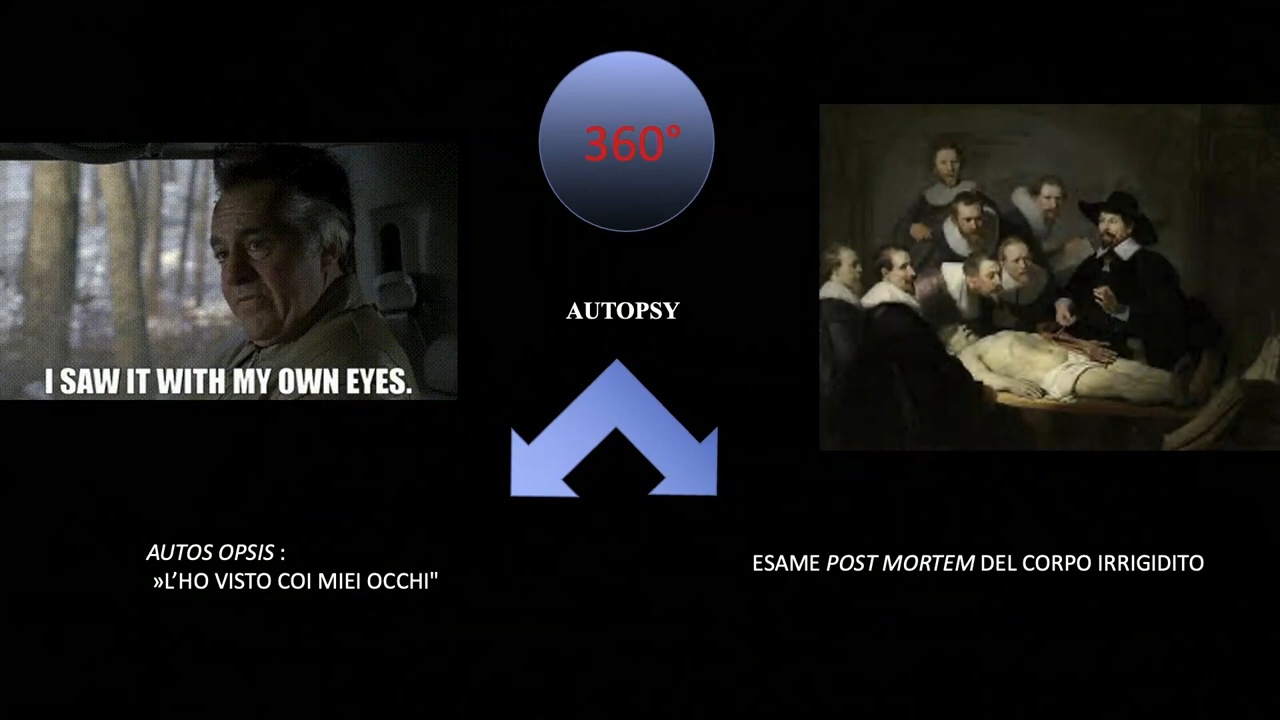 360°
AUTOPSY
I SAW IT WITH MY OWN EYES.
AUTOS OPSIS :
»L'HO VISTO COI MIEI OCCHI"
ESAME POST MORTEM DEL CORPO IRRIGIDITO